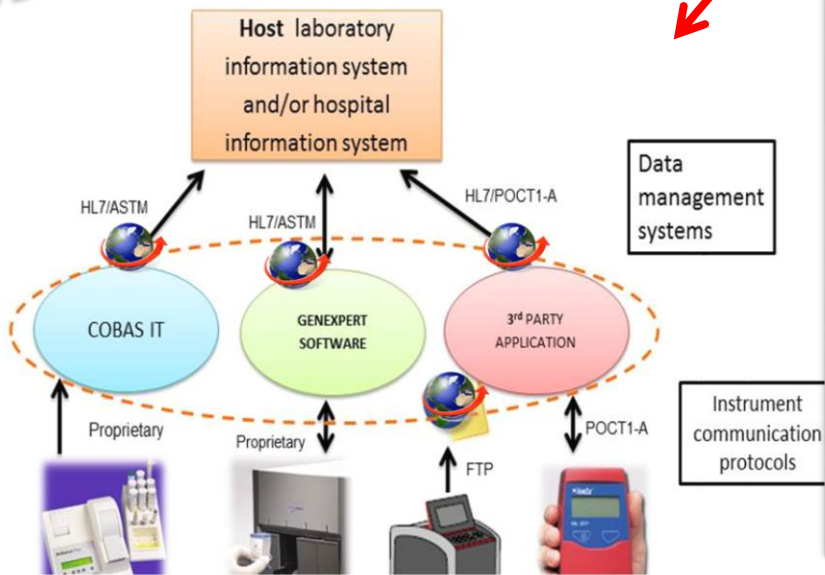 Host laboratory
information system
and/or hospital
information system
Data
management
systems
HL7/ASTM
HL7/ASTM
HL7/POCT1-A
COBAS IT
GENEXPERT
SOFTWARE
3rd PARTY
APPLICATION
Instrument
communication
protocols
Proprietary
Proprietary
FTP
POCT1-A